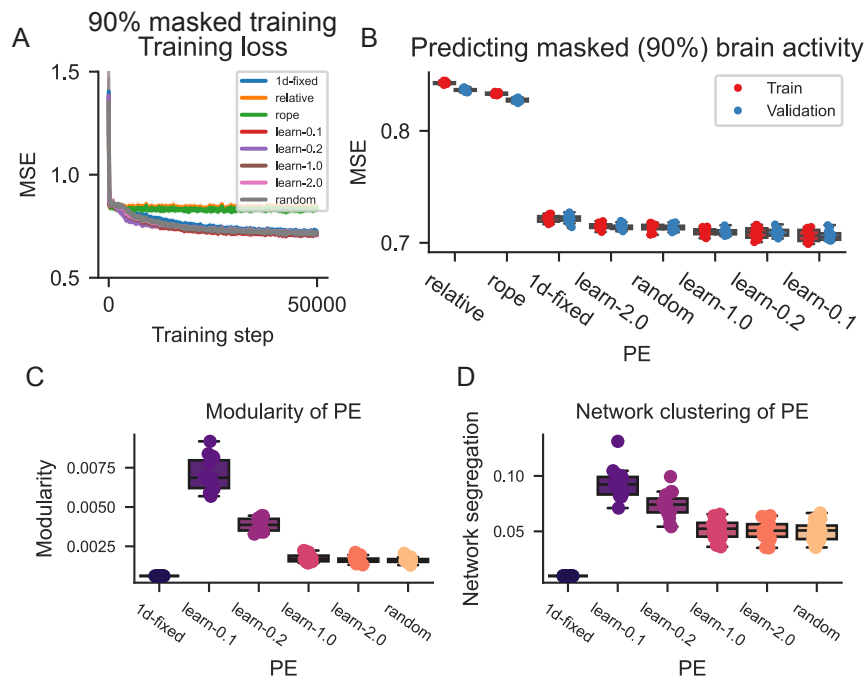 A
90% masked training
Training loss
1.5
1.0
0.5
MSE
1d-fixed
relative
rope
learn-0.1
learn-0.2
learn-1.0
learn-2.0
random
0
50000
Training step
B
Predicting masked (90%) brain activity
Train
Validation
0.8
0.7
MSE
relative
rope
1d-fixed
learn-2.0
random
learn-1.0
learn-0.2
learn-0.1
PE
C
Modularity of PE
0.0075
0.0050
0.0025
Modularity
1d-fixed
learn-0.1
learn-0.2
learn-1.0
learn-2.0
random
PE
D
Network clustering of PE
0.10
0.05
Network segregation
1d-fixed
learn-0.1
learn-0.2
learn-1.0
learn-2.0
random
PE